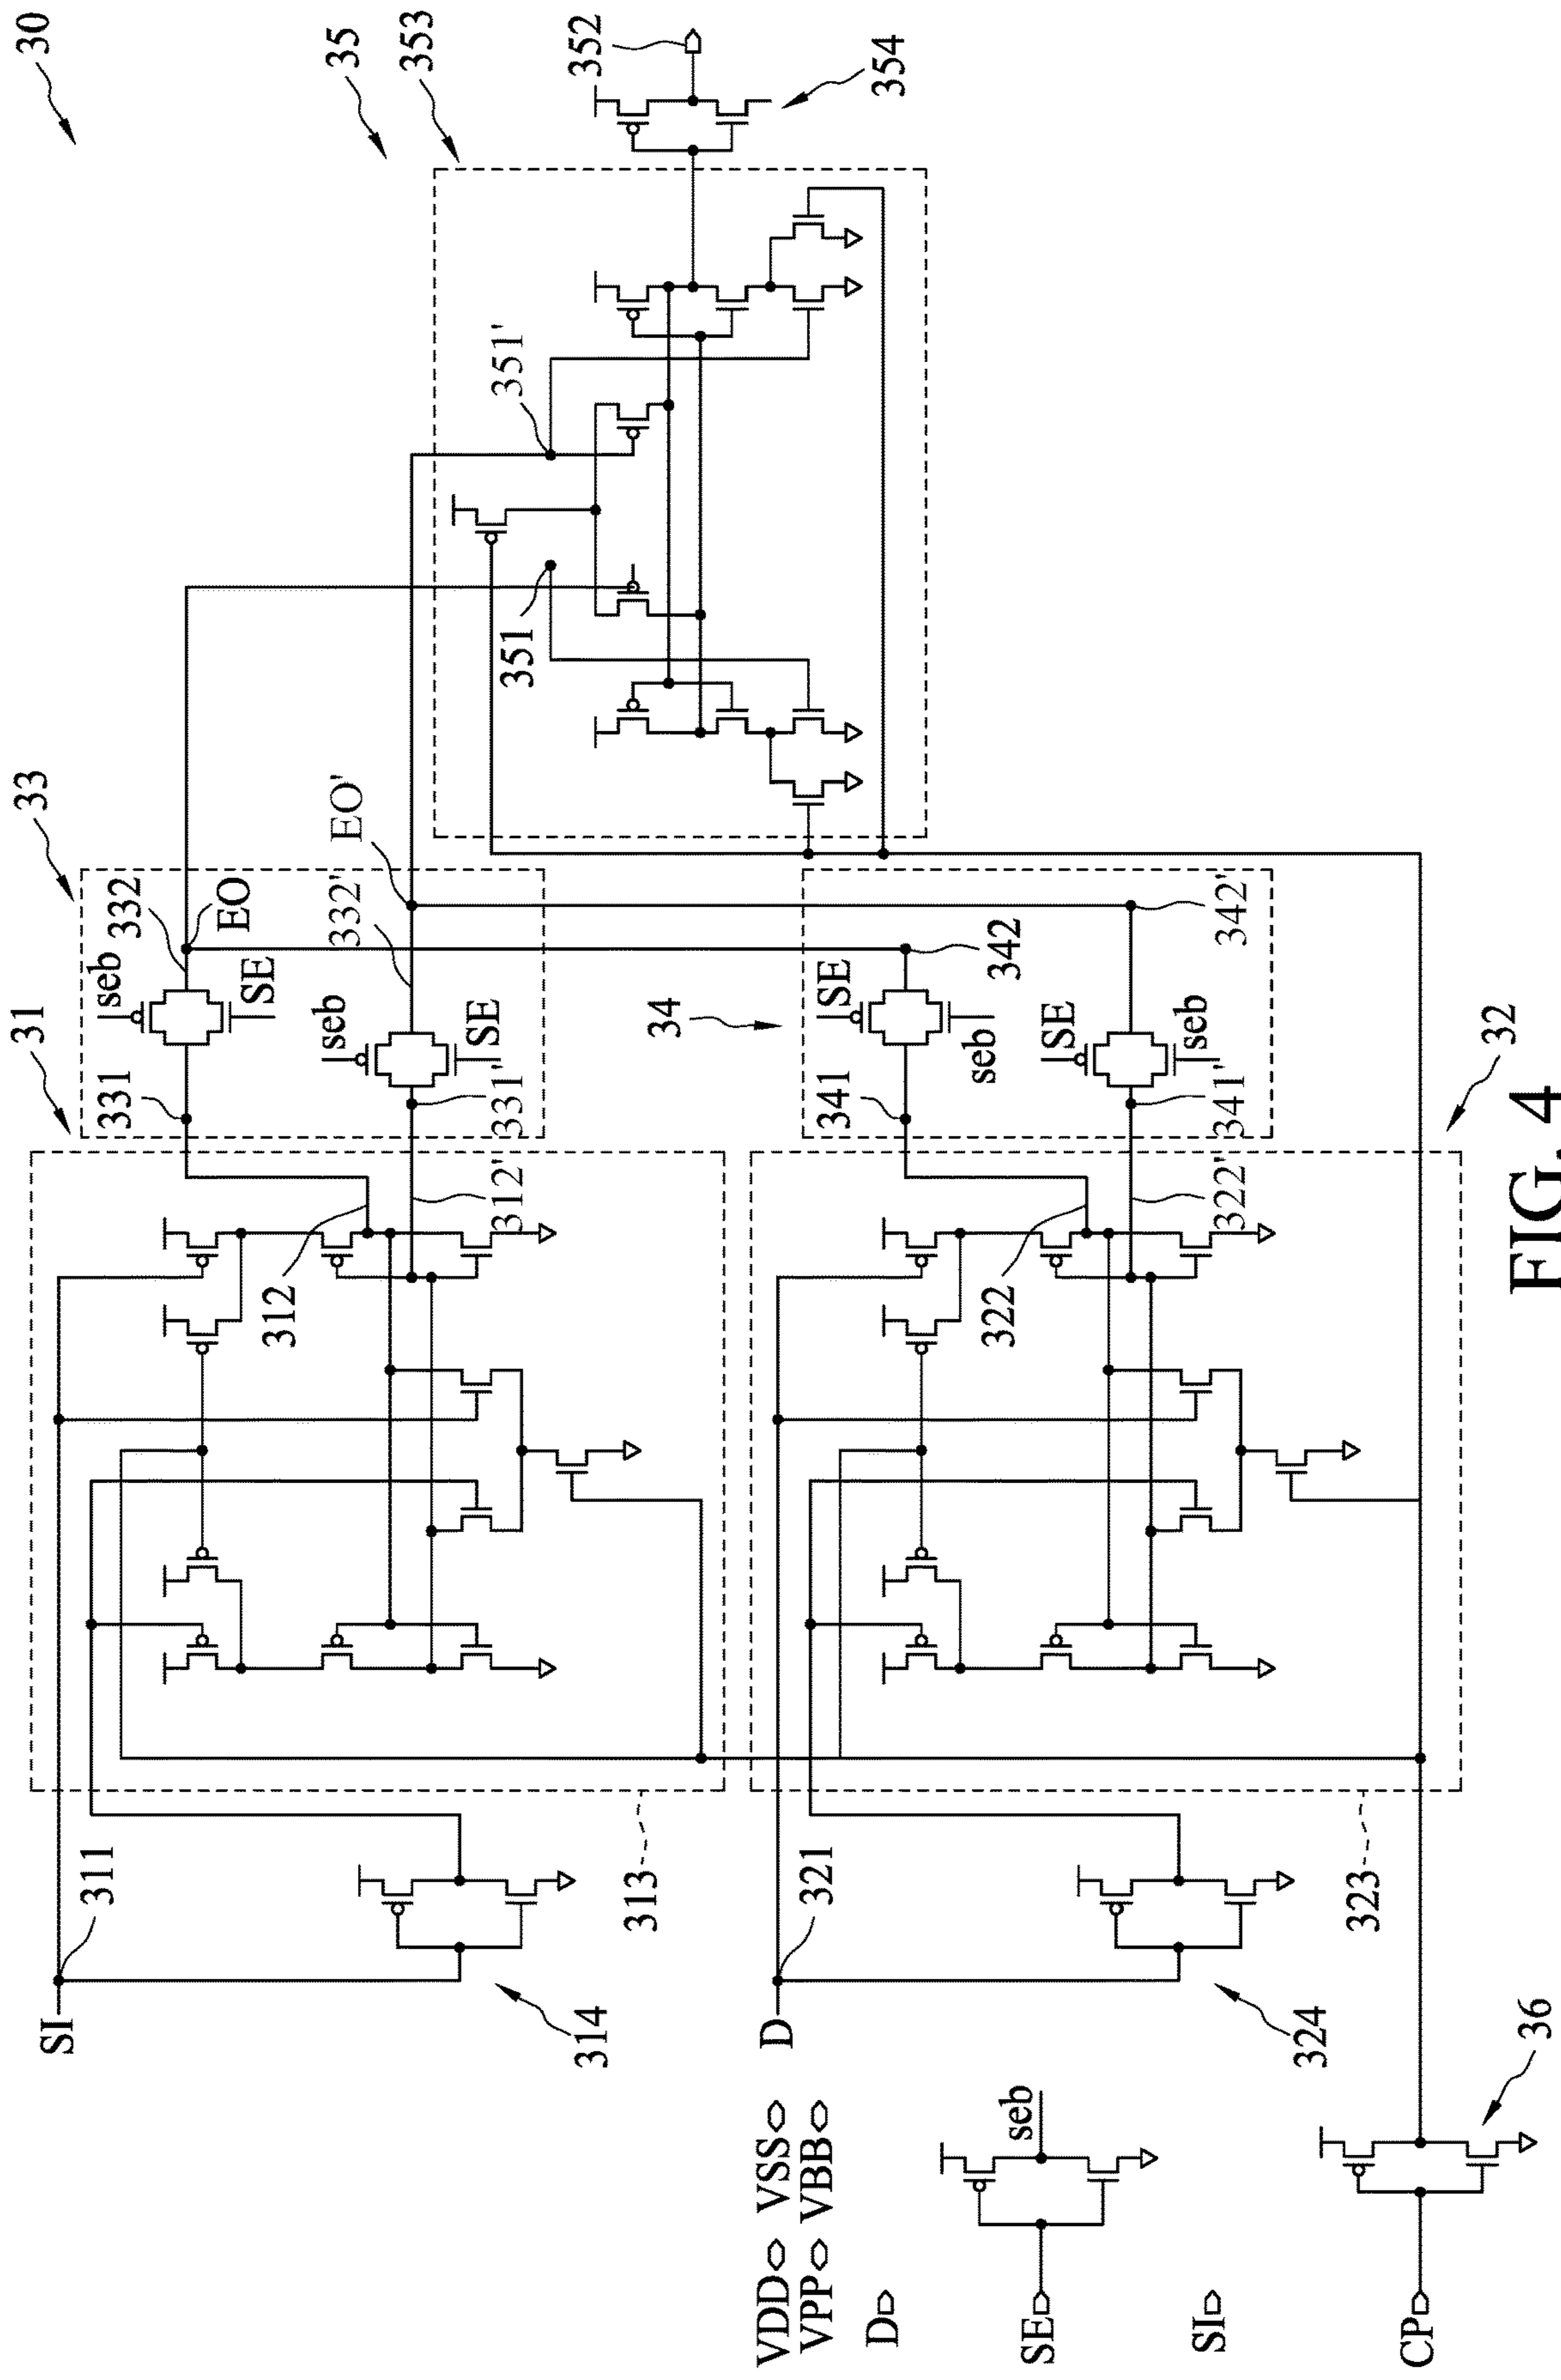 30
35
353
352
354
351'
351
33
332
EO
EO'
332'
seb
SE
seb
SE
31
331
331'
34
SE
seb
342
SE
seb
342'
341
341'
32
312
312'
322
322'
SI
311
314
313
D
321
324
323
VDD VSS
VPP VBB
D
SE
seb
SI
CP
36
FIG. 4